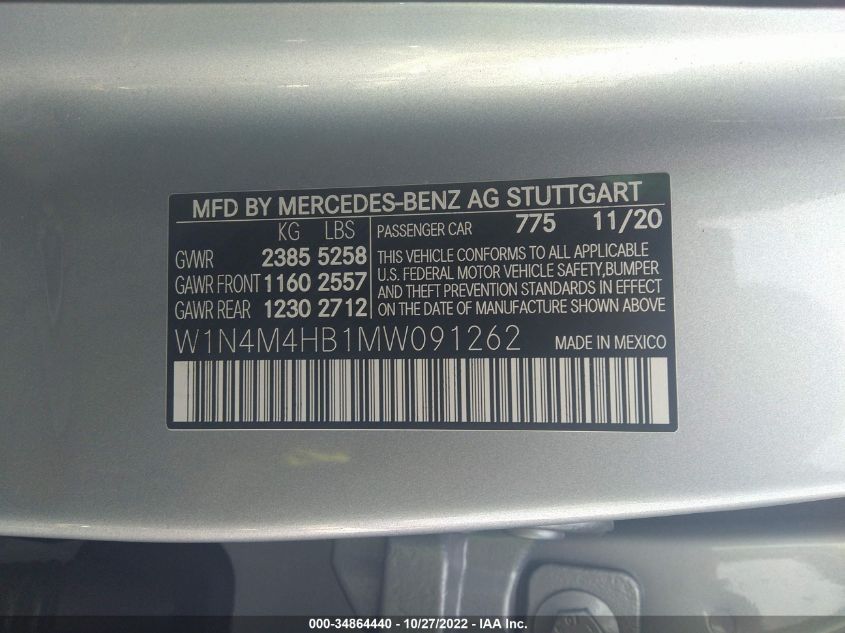 MFD BY MERCEDES-BENZ AG STUTTGART
KG LBS
GVWR 2385 5258
GAWR FRONT 1160 2557
GAWR REAR 1230 2712
PASSENGER CAR 775 11/20
THIS VEHICLE CONFORMS TO ALL APPLICABLE
U.S. FEDERAL MOTOR VEHICLE SAFETY,BUMPER
AND THEFT PREVENTION STANDARDS IN EFFECT
ON THE DATE OF MANUFACTURE SHOWN ABOVE
W1N4M4HB1MW091262 MADE IN MEXICO
000-34864440 - 10/27/2022 - IAA Inc.